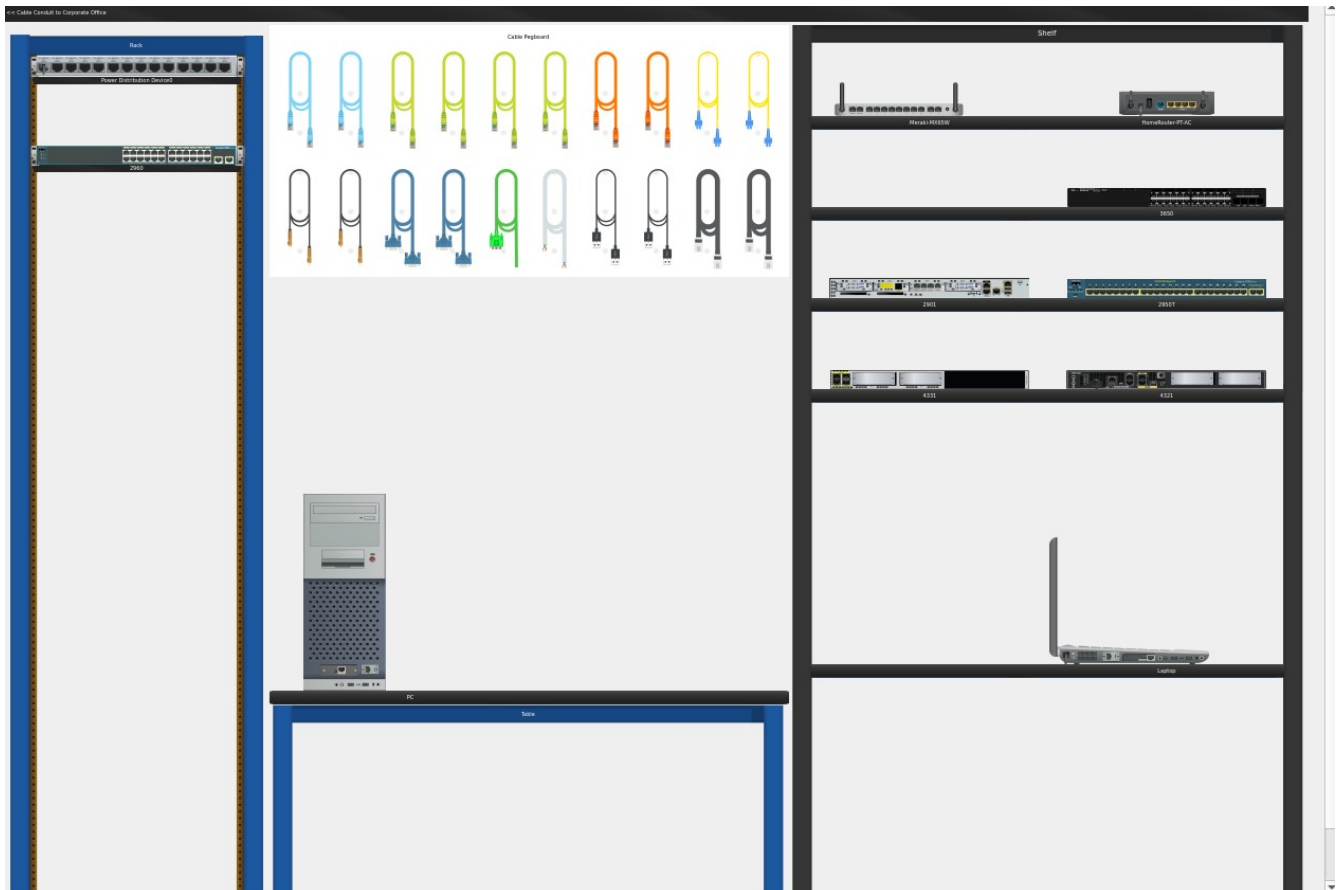 << Cable Conduit to Corporate Office
Rack
Power Distribution Device0
2960
Cable Pegboard
PC
Table
Shelf
Meraki-MX65W
HomeRouter-PT-AC
3650
2901
2950T
4331
4321
Laptop